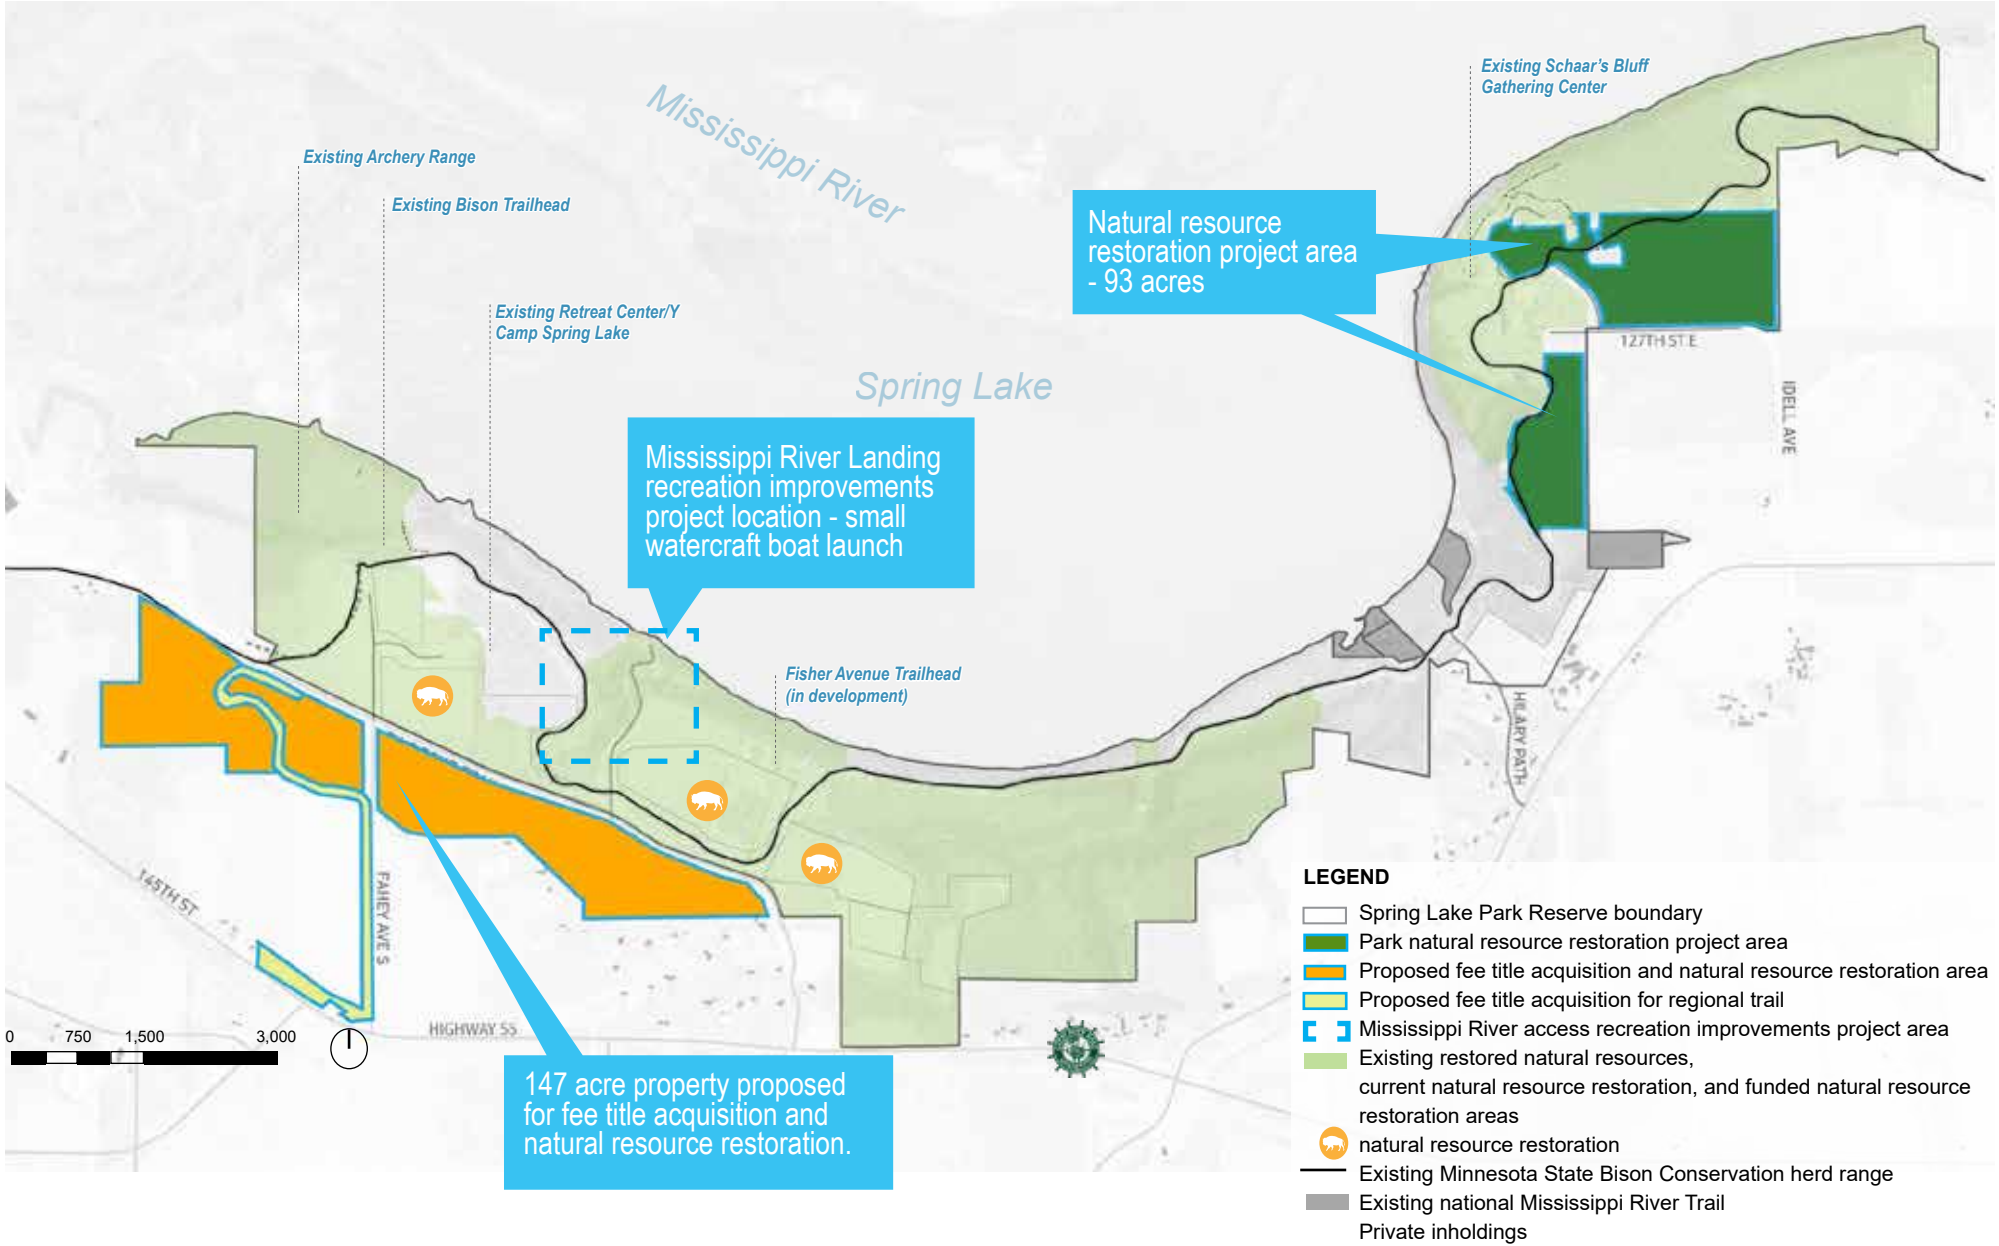 Existing Schaar's Bluff
Gathering Center
Mississippi River
Existing Archery Range
Existing Bison Trailhead
Natural resource
restoration project area
- 93 acres
Existing Retreat Center/Y
Camp Spring Lake
127TH ST E
Spring Lake
IDELL AVE
Mississippi River Landing
recreation improvements
project location - small
watercraft boat launch
Fisher Avenue Trailhead
(in development)
HILARY PATH
145TH ST
FAHEY AVE S
HIGHWAY 55
0 750 1,500 3,000
147 acre property proposed
for fee title acquisition and
natural resource restoration.
LEGEND
Spring Lake Park Reserve boundary
Park natural resource restoration project area
Proposed fee title acquisition and natural resource restoration area
Proposed fee title acquisition for regional trail
Mississippi River access recreation improvements project area
Existing restored natural resources,
current natural resource restoration, and funded natural resource
restoration areas
natural resource restoration
Existing Minnesota State Bison Conservation herd range
Existing national Mississippi River Trail
Private inholdings